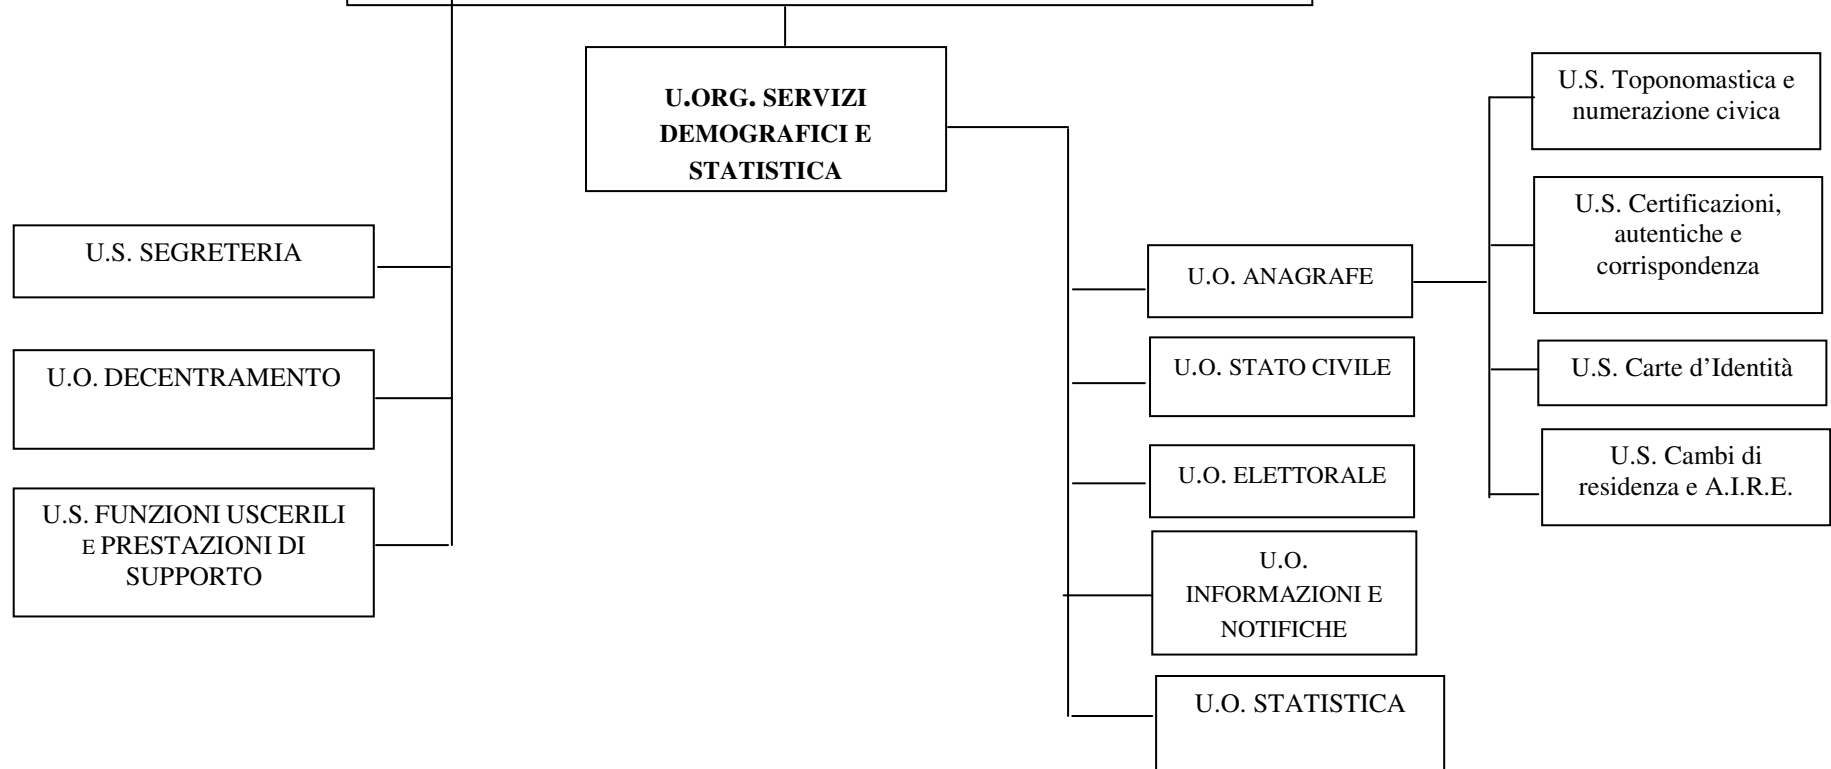 U.ORG. SERVIZI
DEMOGRAFICI E
STATISTICA
U.S. SEGRETERIA
U.O. DECENTRAMENTO
U.S. FUNZIONI USCERILI
E PRESTAZIONI DI
SUPPORTO
U.O. ANAGRAFE
U.O. STATO CIVILE
U.O. ELETTORALE
U.O.
INFORMAZIONI E
NOTIFICHE
U.O. STATISTICA
U.S. Toponomastica e
numerazione civica
U.S. Certificazioni,
autentiche e
corrispondenza
U.S. Carte d’Identità
U.S. Cambi di
residenza e A.I.R.E.